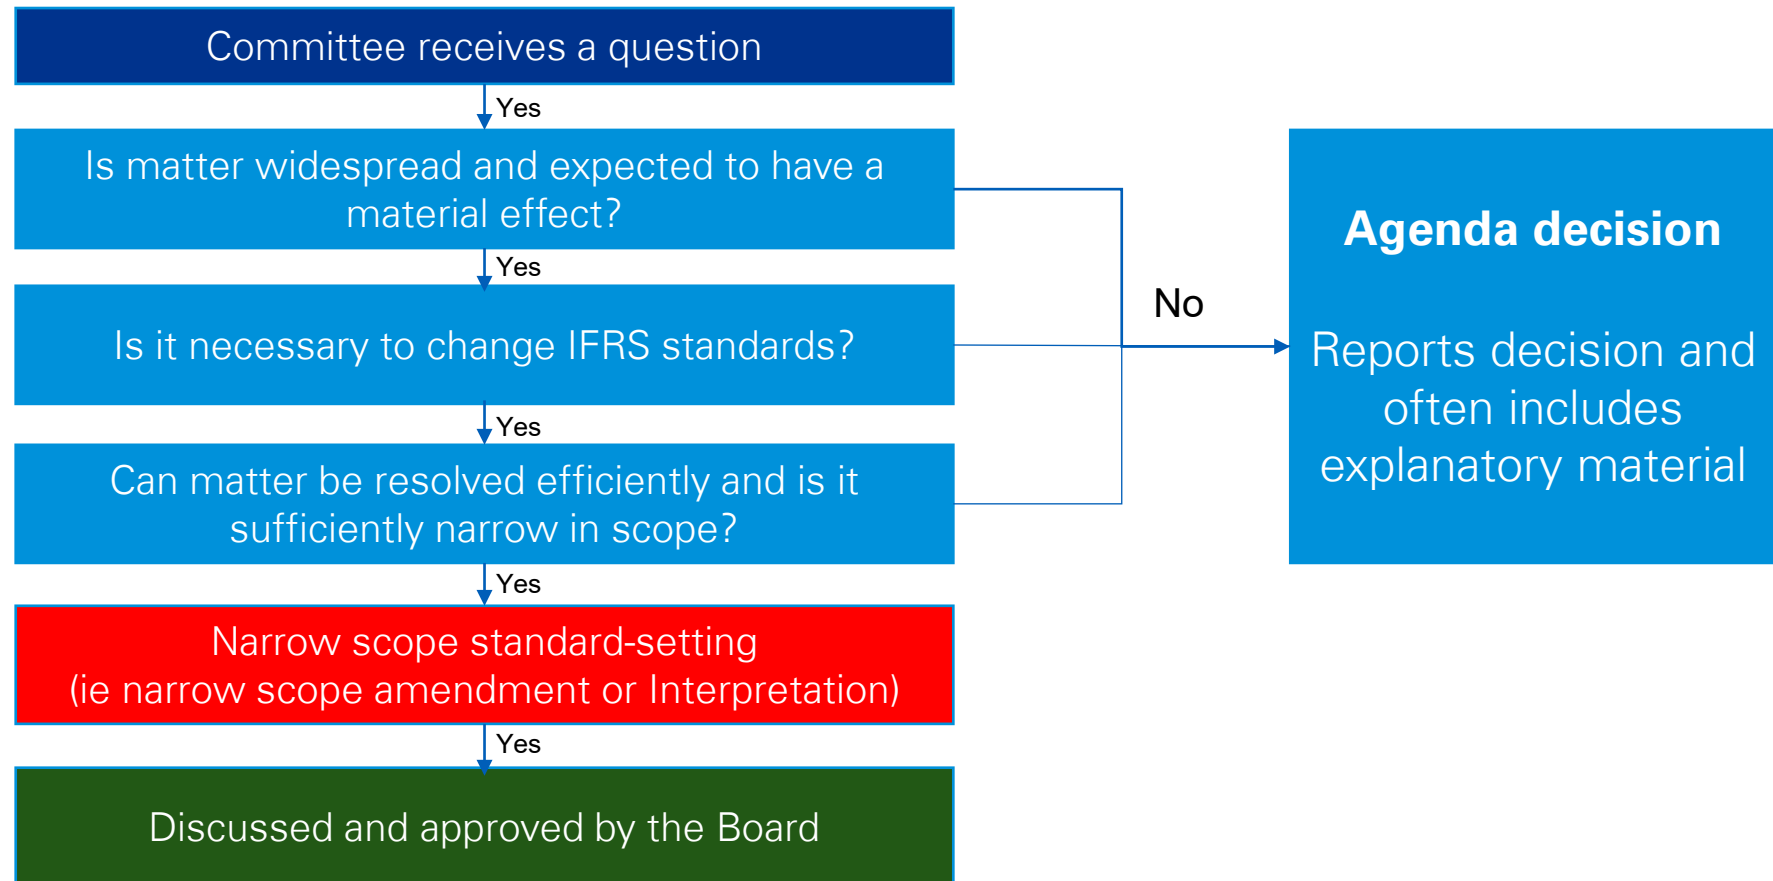 Committee receives a question
Yes
Is matter widespread and expected to have a
material effect?
Yes
Is it necessary to change IFRS standards?
Yes
Can matter be resolved efficiently and is it
sufficiently narrow in scope?
Yes
Narrow scope standard-setting
(ie narrow scope amendment or Interpretation)
Yes
Discussed and approved by the Board
No
Agenda decision
Reports decision and
often includes
explanatory material